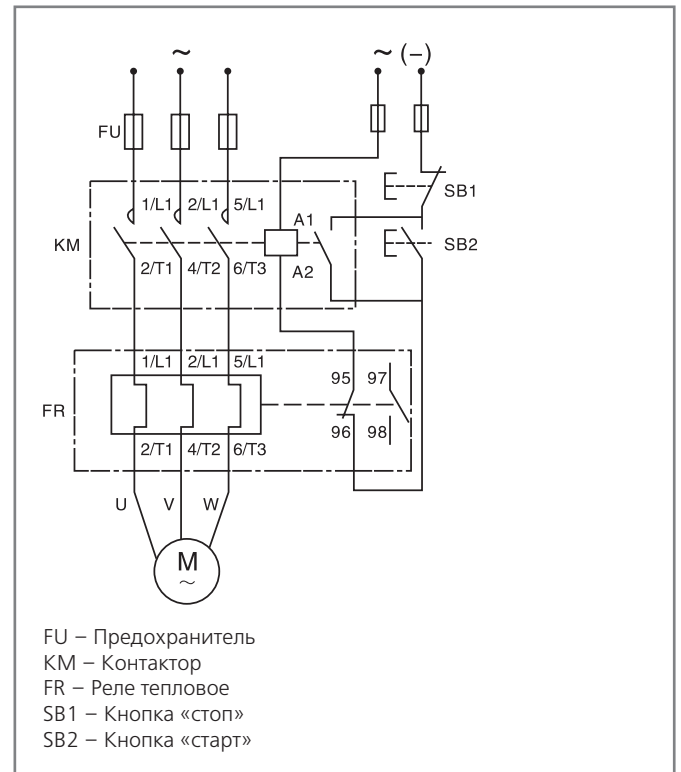 ~ ~ (–)
FU
1/L1 2/L1 5/L1
A1
SB1
KM
SB2
2/T1 4/T2 6/T3
A2
1/L1 2/L1 5/L1
95 97
FR
96 98
2/T1 4/T2 6/T3
U V W
M
~
FU – Предохранитель
КМ – Контактор
FR – Реле тепловое
SB1 – Кнопка «стоп»
SB2 – Кнопка «старт»